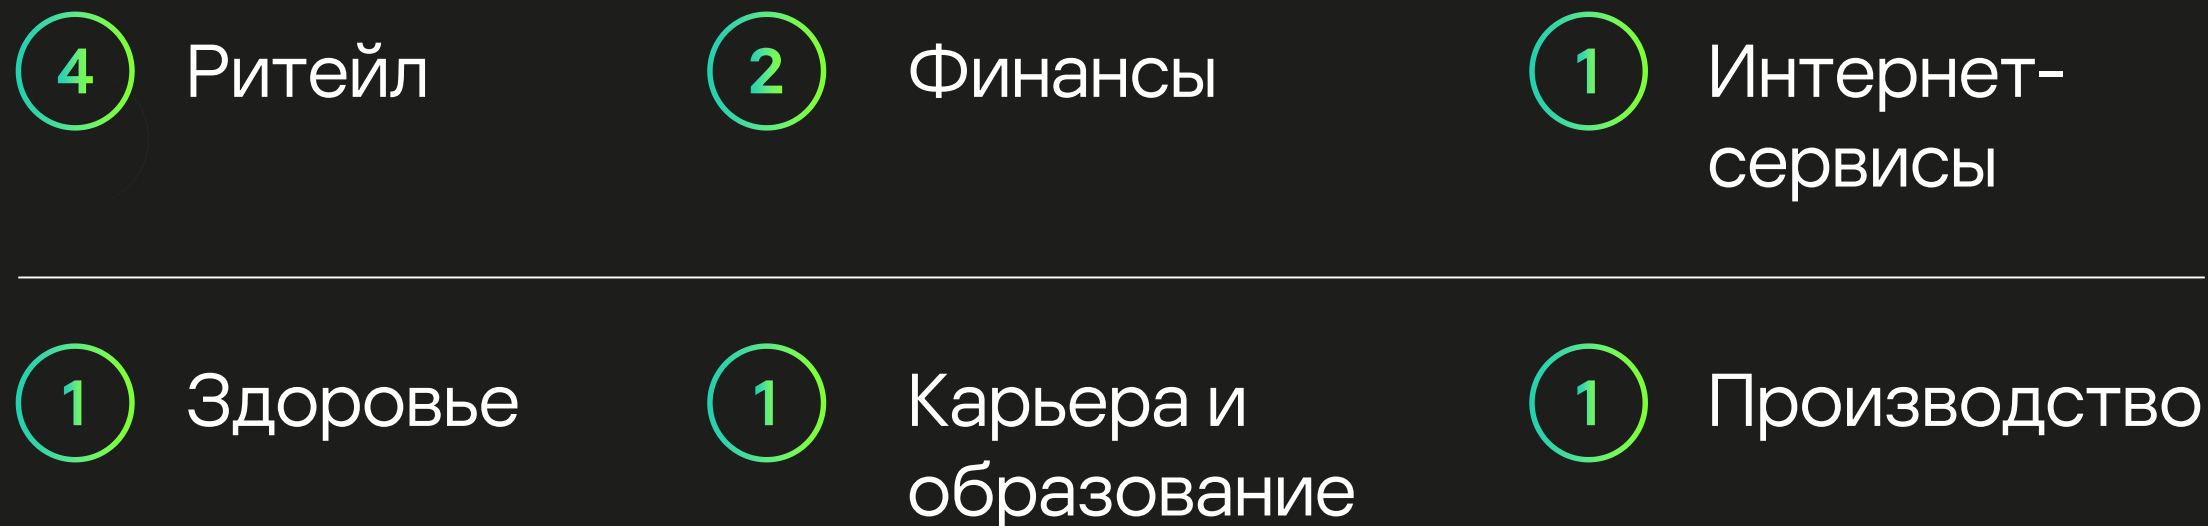 4 Ритейл
2 Финансы
1 Интернет-
сервисы
1 Здоровье
1 Карьера и
образование
1 Производство